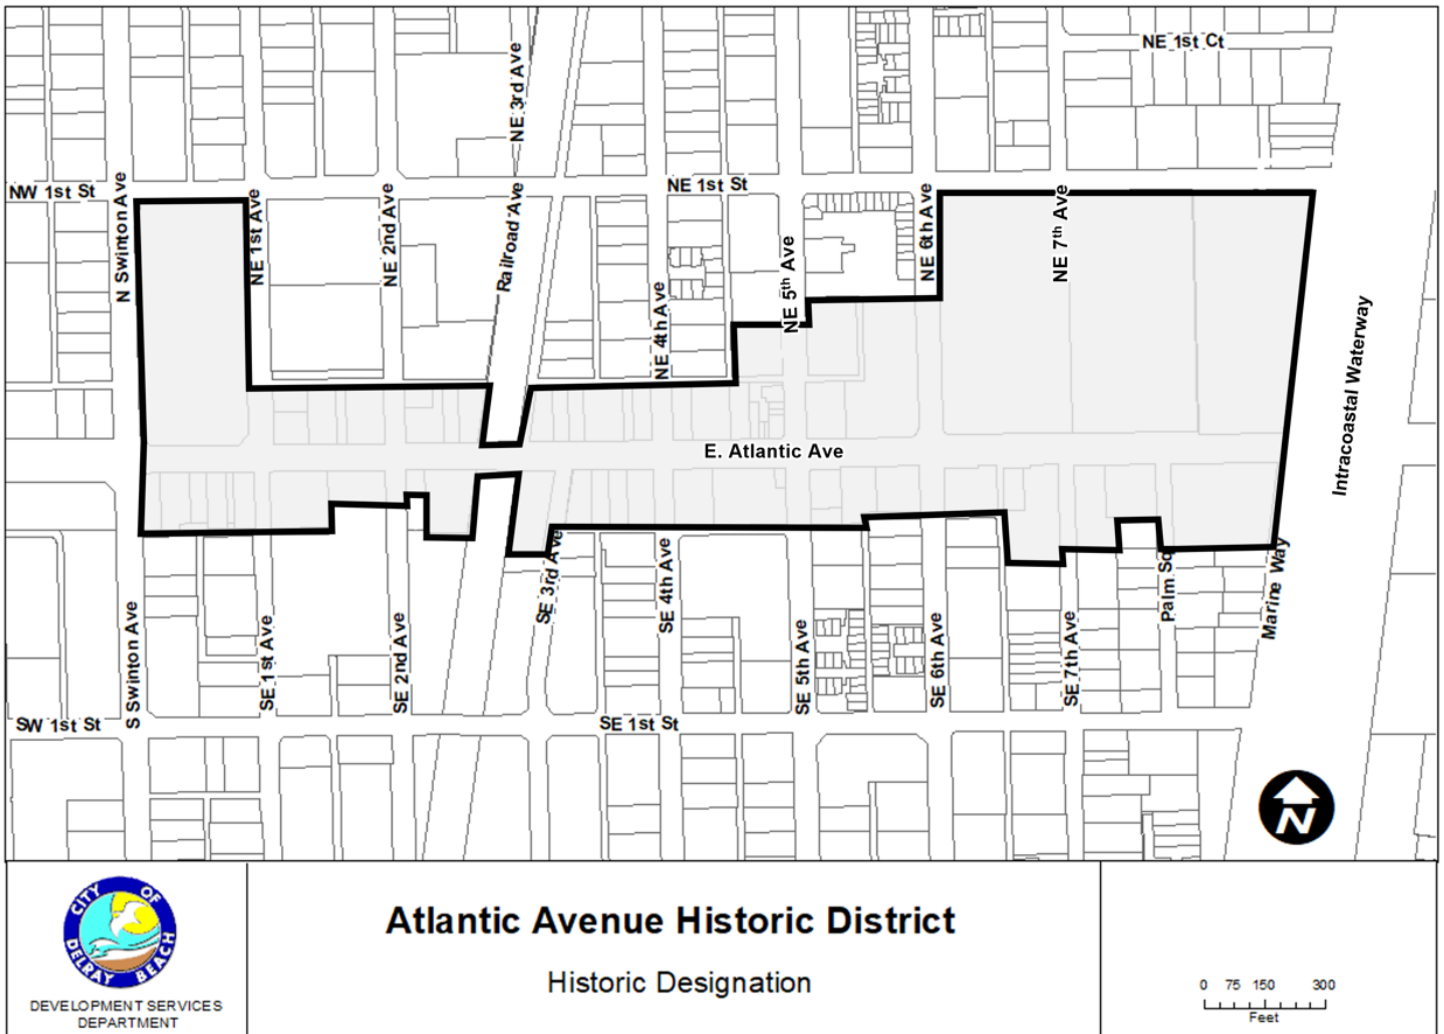 NE 1st Ct
NE 3rd Ave
NW 1st St
N Swinton Ave
NE 1st Ave
NE 2nd Ave
Railroad Ave
NE 1st St
NE 4th Ave
NE 5th Ave
NE 6th Ave
NE 7th Ave
Intracoastal Waterway
E. Atlantic Ave
S Swinton Ave
SE 1st Ave
SE 2nd Ave
SE 3rd Ave
SE 4th Ave
SE 5th Ave
SE 6th Ave
SE 7th Ave
Palm Sq
Marine Way
SW 1st St
SE 1st St
N
CITY OF
DELRAY BEACH
DEVELOPMENT SERVICES
DEPARTMENT
Atlantic Avenue Historic District
Historic Designation
0 75 150 300
Feet